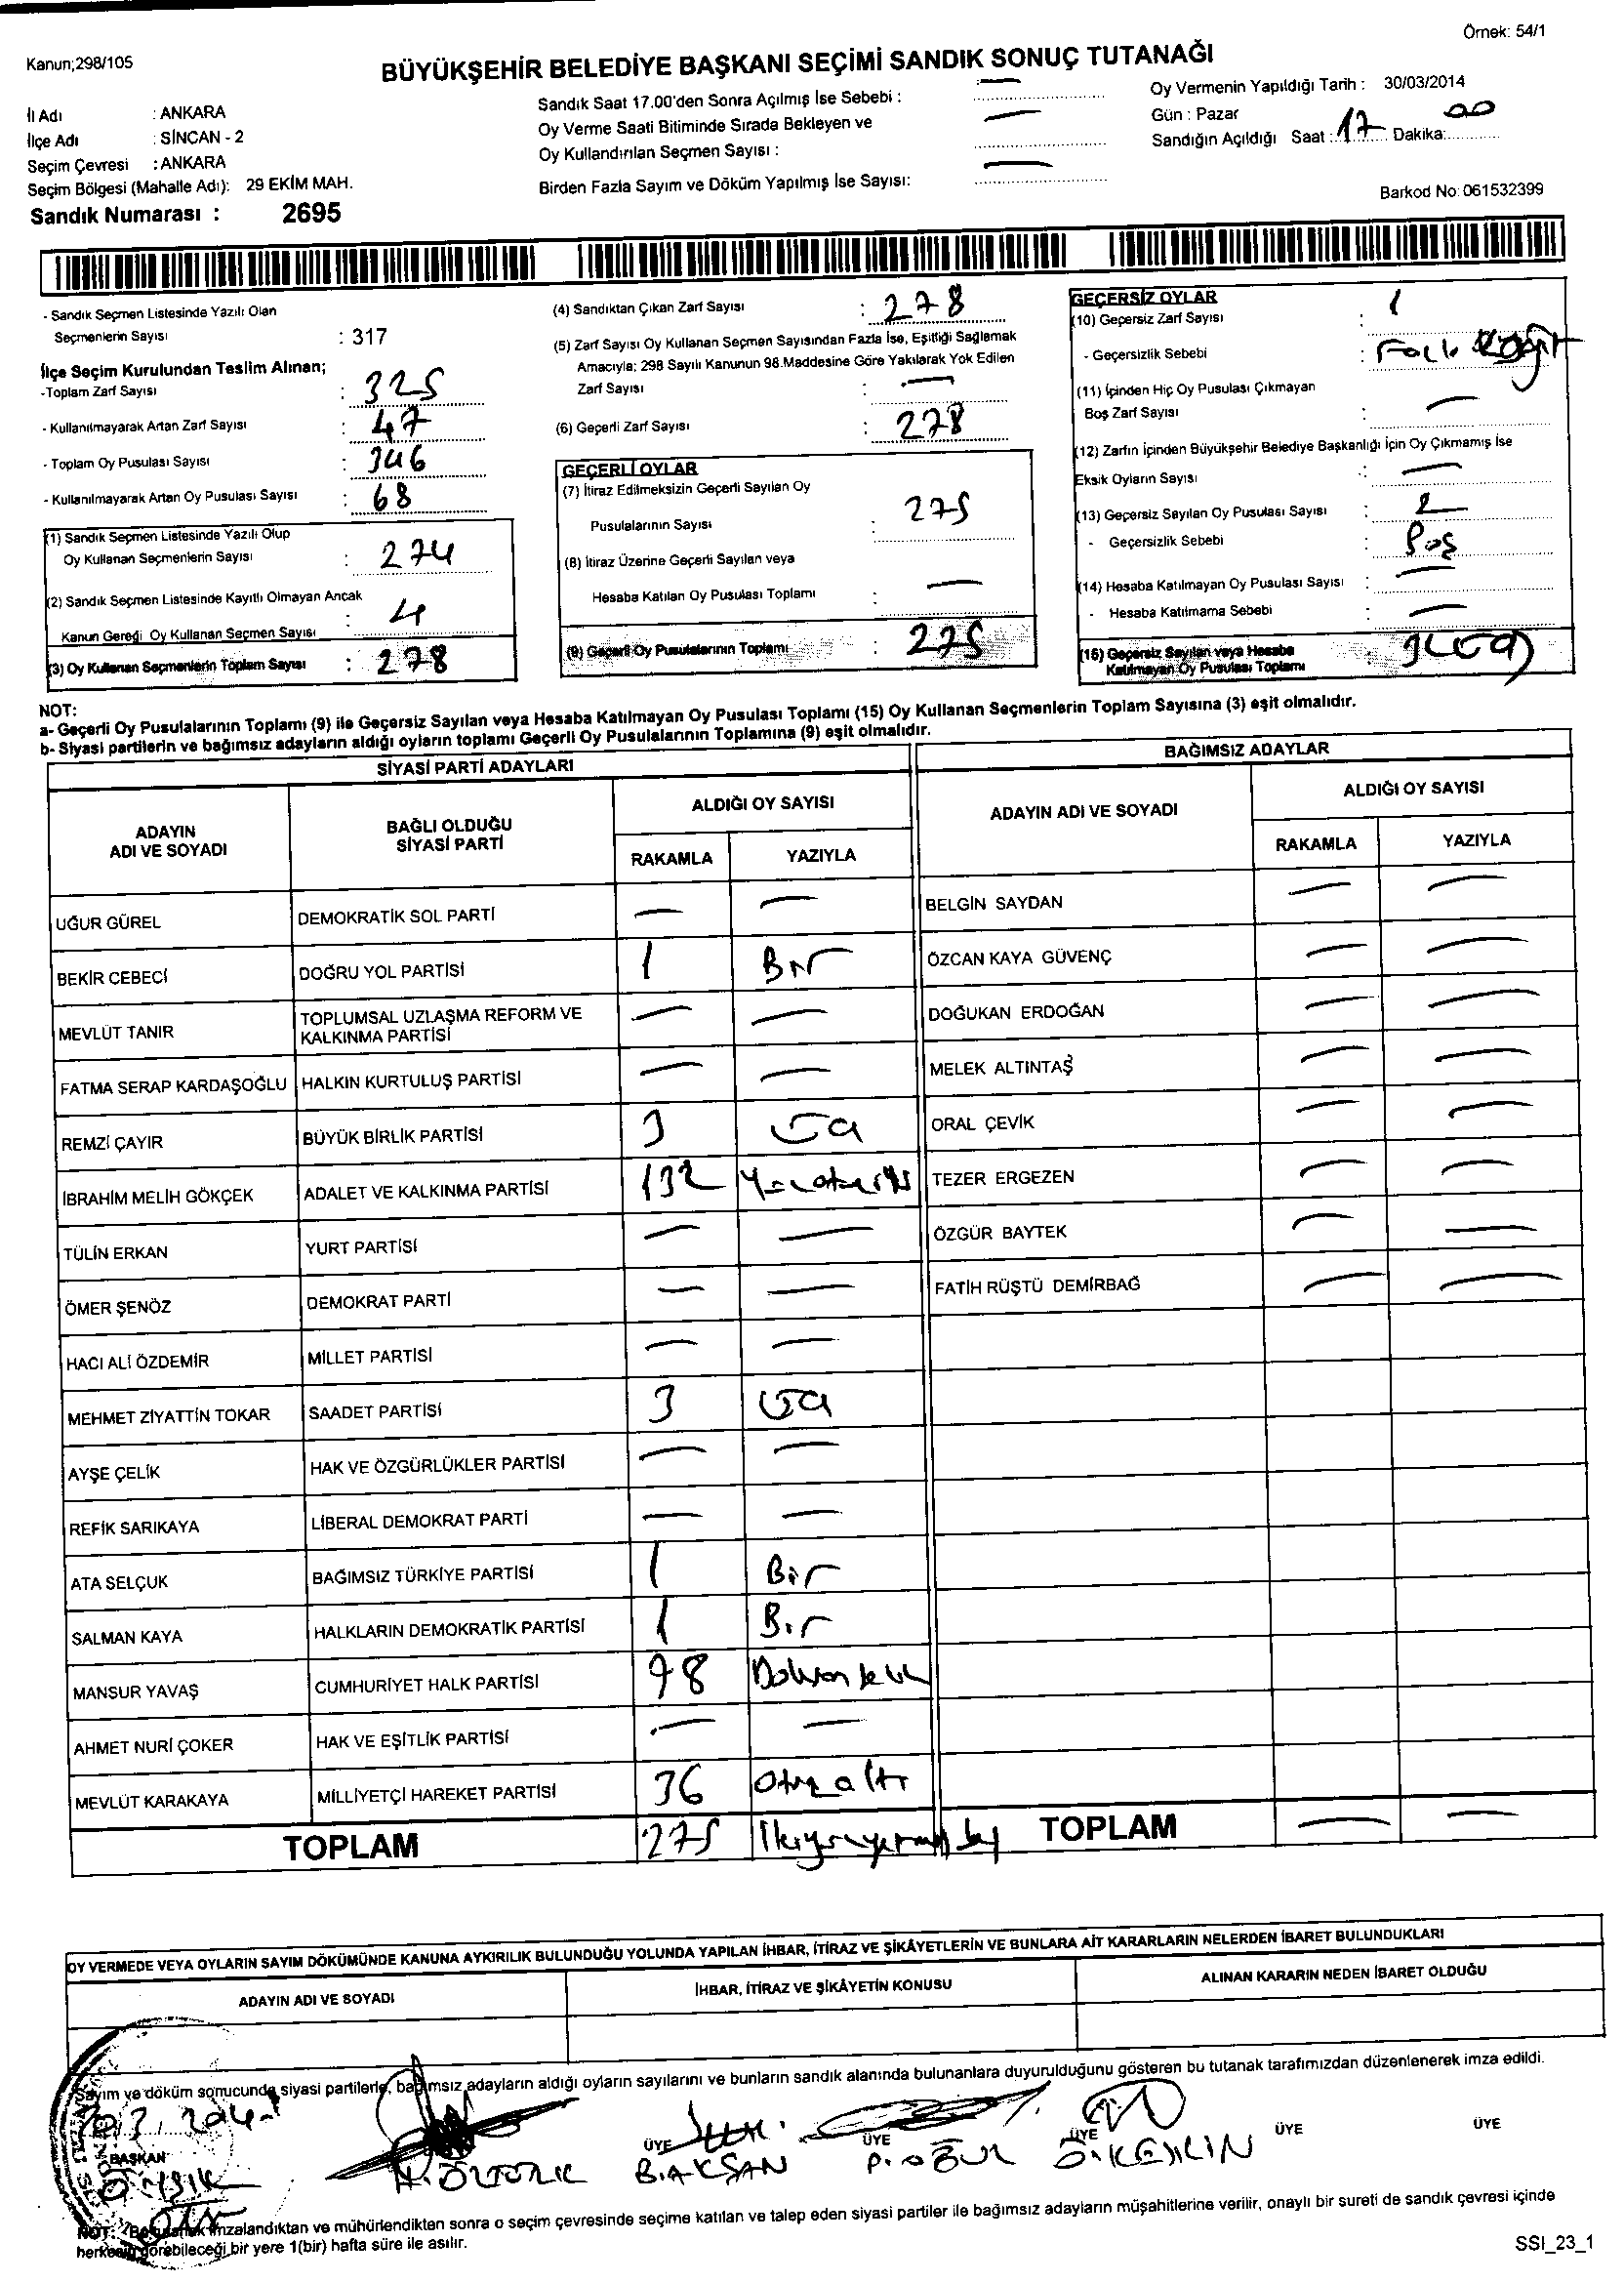 Örnek: 54/1
Kanun;298/105
BÜYÜKŞEHİR BELEDİYE BAŞKANI SEÇİMİ SANDIK SONUÇ TUTANAĞI
İl Adı : ANKARA
İlçe Adı : SİNCAN - 2
Seçim Çevresi : ANKARA
Seçim Bölgesi (Mahalle Adı): 29 EKİM MAH.
Sandık Numarası : 2695
Sandık Saat 17.00'den Sonra Açılmış İse Sebebi : —
Oy Verme Saati Bitiminde Sırada Bekleyen ve
Oy Kullandırılan Seçmen Sayısı : —
Birden Fazla Sayım ve Döküm Yapılmış İse Sayısı: —
Oy Vermenin Yapıldığı Tarih : 30/03/2014
Gün : Pazar
Sandığın Açıldığı Saat : 17 Dakika: 00
Barkod No: 061532399
- Sandık Seçmen Listesinde Yazılı Olan
Seçmenlerin Sayısı : 317
İlçe Seçim Kurulundan Teslim Alınan;
-Toplam Zarf Sayısı : 325
- Kullanılmayarak Artan Zarf Sayısı : 47
- Toplam Oy Pusulası Sayısı : 346
- Kullanılmayarak Artan Oy Pusulası Sayısı : 68
(1) Sandık Seçmen Listesinde Yazılı Olup
Oy Kullanan Seçmenlerin Sayısı : 274
(2) Sandık Seçmen Listesinde Kayıtlı Olmayan Ancak
Kanun Gereği Oy Kullanan Seçmen Sayısı : 4
(3) Oy Kullanan Seçmenlerin Toplam Sayısı : 278
(4) Sandıktan Çıkan Zarf Sayısı : 278
(5) Zarf Sayısı Oy Kullanan Seçmen Sayısından Fazla İse, Eşitliği Sağlamak
Amacıyla; 298 Sayılı Kanunun 98.Maddesine Göre Yakılarak Yok Edilen
Zarf Sayısı : —
(6) Geçerli Zarf Sayısı : 278
GEÇERLİ OYLAR
(7) İtiraz Edilmeksizin Geçerli Sayılan Oy
Pusulalarının Sayısı : 275
(8) İtiraz Üzerine Geçerli Sayılan veya
Hesaba Katılan Oy Pusulası Toplamı : —
(9) Geçerli Oy Pusulalarının Toplamı : 275
GEÇERSİZ OYLAR
(10) Geçersiz Zarf Sayısı : 1
- Geçersizlik Sebebi :
(11) İçinden Hiç Oy Pusulası Çıkmayan
Boş Zarf Sayısı : —
(12) Zarfın İçinden Büyükşehir Belediye Başkanlığı İçin Oy Çıkmamış İse
Eksik Oyların Sayısı : —
(13) Geçersiz Sayılan Oy Pusulası Sayısı : 2
- Geçersizlik Sebebi : Boş
(14) Hesaba Katılmayan Oy Pusulası Sayısı : —
- Hesaba Katılmama Sebebi : —
(15) Geçersiz Sayılan veya Hesaba
Katılmayan Oy Pusulası Toplamı : 3(üç)
NOT:
a- Geçerli Oy Pusulalarının Toplamı (9) ile Geçersiz Sayılan veya Hesaba Katılmayan Oy Pusulası Toplamı (15) Oy Kullanan Seçmenlerin Toplam Sayısına (3) eşit olmalıdır.
b- Siyasi partilerin ve bağımsız adayların aldığı oyların toplamı Geçerli Oy Pusulalarının Toplamına (9) eşit olmalıdır.
SİYASİ PARTİ ADAYLARI
ADAYIN ADI VE SOYADI BAĞLI OLDUĞU SİYASİ PARTİ ALDIĞI OY SAYISI
RAKAMLA YAZIYLA
UĞUR GÜREL DEMOKRATİK SOL PARTİ — —
BEKİR CEBECİ DOĞRU YOL PARTİSİ 1 Bir
MEVLÜT TANIR TOPLUMSAL UZLAŞMA REFORM VE KALKINMA PARTİSİ — —
FATMA SERAP KARDAŞOĞLU HALKIN KURTULUŞ PARTİSİ — —
REMZİ ÇAYIR BÜYÜK BİRLİK PARTİSİ 3 üç
İBRAHİM MELİH GÖKÇEK ADALET VE KALKINMA PARTİSİ 132 Yüzotuziki
TÜLİN ERKAN YURT PARTİSİ — —
ÖMER ŞENÖZ DEMOKRAT PARTİ — —
HACI ALİ ÖZDEMİR MİLLET PARTİSİ — —
MEHMET ZİYATTİN TOKAR SAADET PARTİSİ 3 üç
AYŞE ÇELİK HAK VE ÖZGÜRLÜKLER PARTİSİ — —
REFİK SARIKAYA LİBERAL DEMOKRAT PARTİ — —
ATA SELÇUK BAĞIMSIZ TÜRKİYE PARTİSİ 1 Bir
SALMAN KAYA HALKLARIN DEMOKRATİK PARTİSİ 1 Bir
MANSUR YAVAŞ CUMHURİYET HALK PARTİSİ 98 Doksan sekiz
AHMET NURİ ÇOKER HAK VE EŞİTLİK PARTİSİ — —
MEVLÜT KARAKAYA MİLLİYETÇİ HAREKET PARTİSİ 36 Otuz altı
TOPLAM 275 İkiyüzyetmiş beş
BAĞIMSIZ ADAYLAR
ADAYIN ADI VE SOYADI ALDIĞI OY SAYISI
RAKAMLA YAZIYLA
BELGİN SAYDAN — —
ÖZCAN KAYA GÜVENÇ — —
DOĞUKAN ERDOĞAN — —
MELEK ALTINTAŞ — —
ORAL ÇEVİK — —
TEZER ERGEZEN — —
ÖZGÜR BAYTEK — —
FATİH RÜŞTÜ DEMİRBAĞ — —
TOPLAM — —
OY VERMEDE VEYA OYLARIN SAYIM DÖKÜMÜNDE KANUNA AYKIRILIK BULUNDUĞU YOLUNDA YAPILAN İHBAR, İTİRAZ VE ŞİKÂYETLERİN VE BUNLARA AİT KARARLARIN NELERDEN İBARET BULUNDUKLARI
ADAYIN ADI VE SOYADI İHBAR, İTİRAZ VE ŞİKÂYETİN KONUSU ALINAN KARARIN NEDEN İBARET OLDUĞU
Sayım ve döküm sonucunda siyasi partilerle, bağımsız adayların aldığı oyların sayılarını ve bunların sandık alanında bulunanlara duyurulduğunu gösteren bu tutanak tarafımızdan düzenlenerek imza edildi.
BAŞKAN ÜYE ÜYE ÜYE ÜYE ÜYE
Ö. IŞIK H. ÖZTÜRK B. AKSAN P. OĞUL
NOT: Bu tutanak imzalandıktan ve mühürlendikten sonra o seçim çevresinde seçime katılan ve talep eden siyasi partiler ile bağımsız adayların müşahitlerine verilir, onaylı bir sureti de sandık çevresi içinde
herkesin görebileceği bir yere 1(bir) hafta süre ile asılır.
SSI_23_1